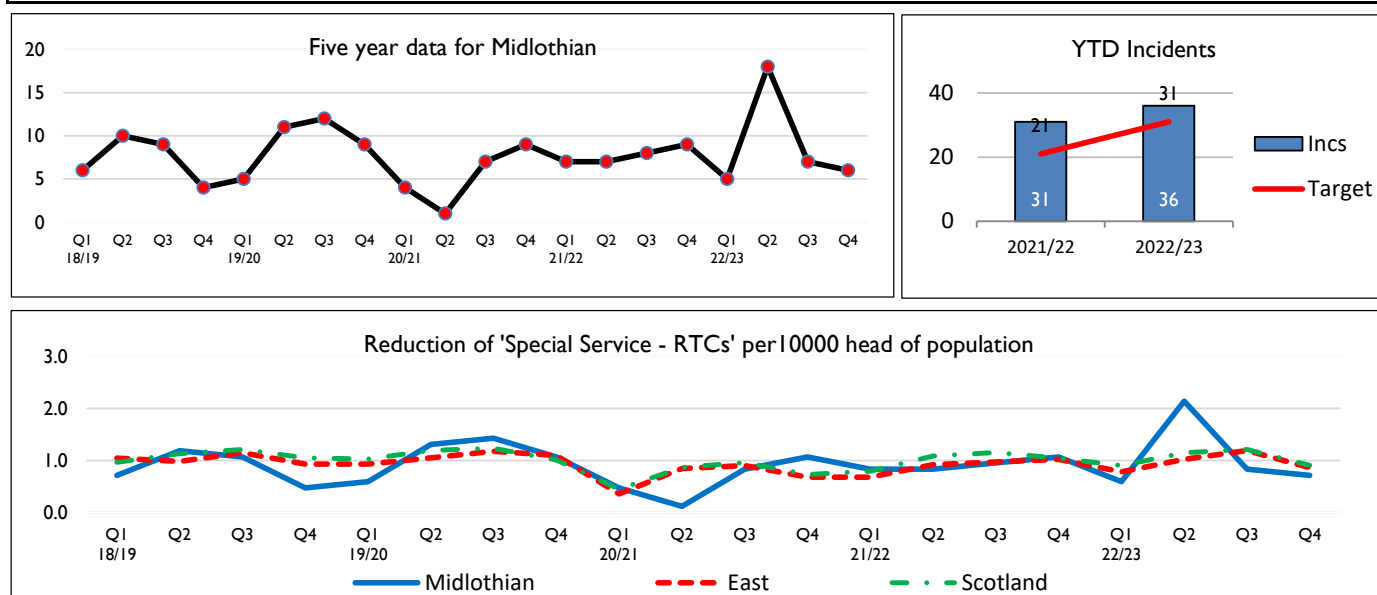 Five year data for Midlothian
20
15
10
5
0
Q1 Q2 Q3 Q4 Q1 Q2 Q3 Q4 Q1 Q2 Q3 Q4 Q1 Q2 Q3 Q4 Q1 Q2 Q3 Q4
18/19 19/20 20/21 21/22 22/23
YTD Incidents
40
20
0
21 31
31 36
2021/22 2022/23
Incs
Target
Reduction of 'Special Service - RTCs' per10000 head of population
3.0
2.0
1.0
0.0
Q1 Q2 Q3 Q4 Q1 Q2 Q3 Q4 Q1 Q2 Q3 Q4 Q1 Q2 Q3 Q4 Q1 Q2 Q3 Q4
18/19 19/20 20/21 21/22 22/23
Midlothian East Scotland